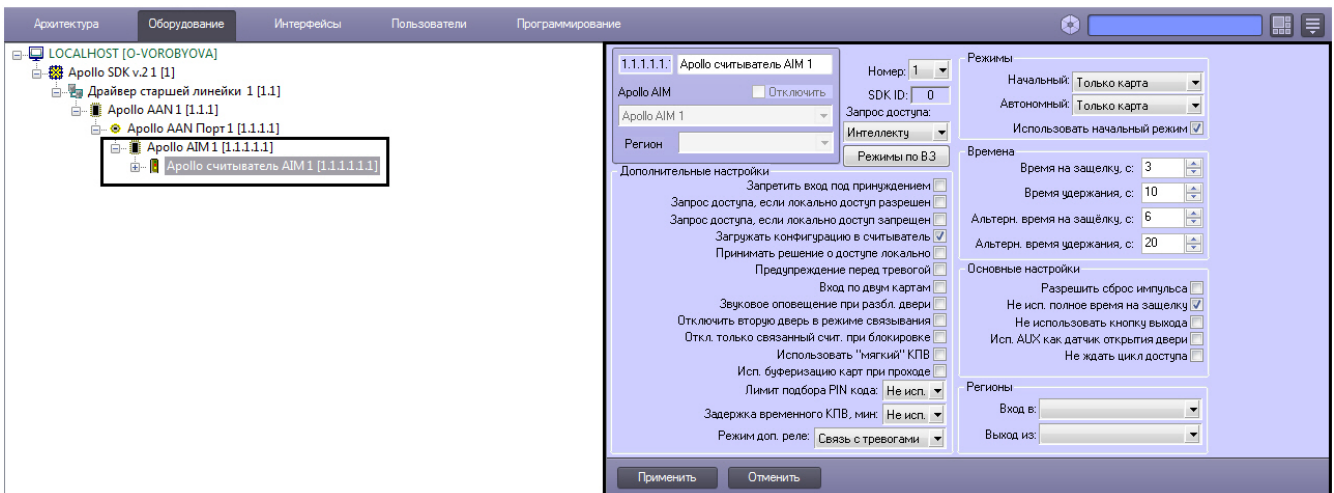 Архитектура Оборудование Интерфейсы Пользователи Программирование
LOCALHOST [O-VOROBYOVA]
Apollo SDK v.21 [1]
Драйвер старшей линейки 1 [1.1]
Apollo AAN 1 [1.1.1]
Apollo AAN Порт 1 [1.1.1.1]
Apollo AIM 1 [1.1.1.1.1]
Apollo считыватель AIM 1 [1.1.1.1.1.1]
1.1.1.1.1. Apollo считыватель AIM 1
Номер: 1
Apollo AIM Отключить
SDK ID: 0
Apollo AIM 1
Запрос доступа:
Интеллекту
Регион
Режимы по ВЗ
Дополнительные настройки
Запретить вход под принуждением
Запрос доступа, если локально доступ разрешен
Запрос доступа, если локально доступ запрещен
Загружать конфигурацию в считыватель
Принимать решение о доступе локально
Предупреждение перед тревогой
Вход по двум картам
Звуковое оповещение при разбл. двери
Отключить вторую дверь в режиме связывания
Откл. только связанный счит. при блокировке
Использовать "мягкий" КПВ
Исп. буферизацию карт при проходе
Лимит подбора PIN кода: Не исп.
Задержка временного КПВ, мин: Не исп.
Режим доп. реле: Связь с тревогами
Режимы
Начальный: Только карта
Автономный: Только карта
Использовать начальный режим
Времена
Время на защелку, с: 3
Время удержания, с: 10
Альтерн. время на защёлку, с: 6
Альтерн. время удержания, с: 20
Основные настройки
Разрешить сброс импульса
Не исп. полное время на защелку
Не использовать кнопку выхода
Исп. AUX как датчик открытия двери
Не ждать цикл доступа
Регионы
Вход в:
Выход из:
Применить Отменить